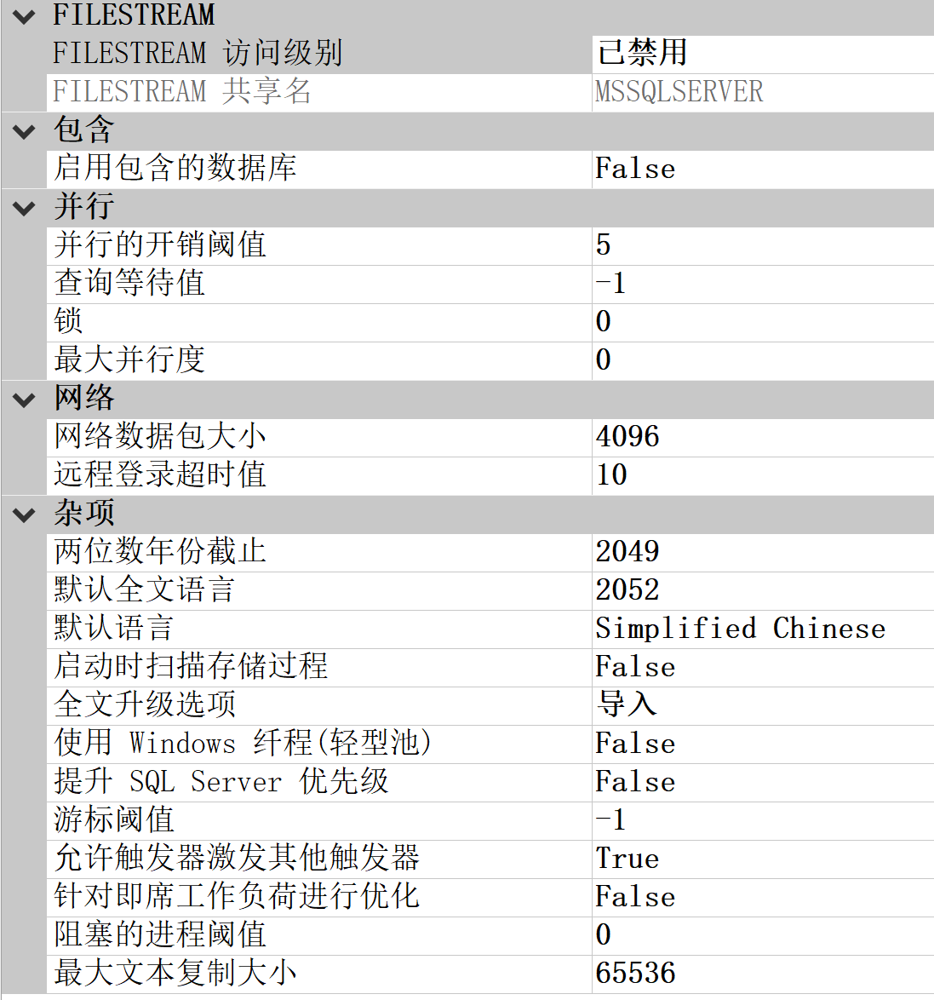 FILESTREAM
FILESTREAM 访问级别 已禁用
FILESTREAM 共享名 MSSQLSERVER
包含
启用包含的数据库 False
并行
并行的开销阈值 5
查询等待值 -1
锁 0
最大并行度 0
网络
网络数据包大小 4096
远程登录超时值 10
杂项
两位数年份截止 2049
默认全文语言 2052
默认语言 Simplified Chinese
启动时扫描存储过程 False
全文升级选项 导入
使用 Windows 纤程(轻型池) False
提升 SQL Server 优先级 False
游标阈值 -1
允许触发器激发其他触发器 True
针对即席工作负荷进行优化 False
阻塞的进程阈值 0
最大文本复制大小 65536